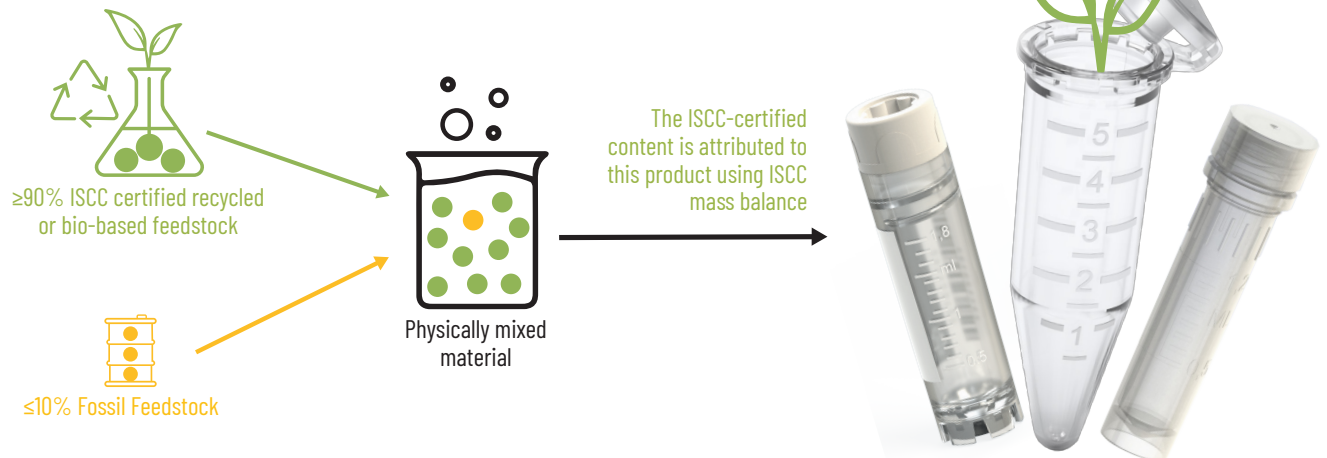 ≥90% ISCC certified recycled
or bio-based feedstock
≤10% Fossil Feedstock
Physically mixed
material
The ISCC-certified
content is attributed to
this product using ISCC
mass balance
5
4
3
2
1